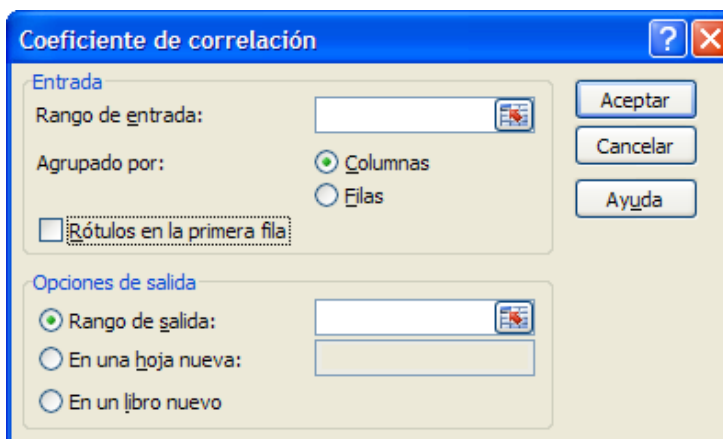 Coeficiente de correlación
Entrada
Rango de entrada:
Agrupado por:
Columnas
Filas
Rótulos en la primera fila
Aceptar
Cancelar
Ayuda
Opciones de salida
Rango de salida:
En una hoja nueva:
En un libro nuevo